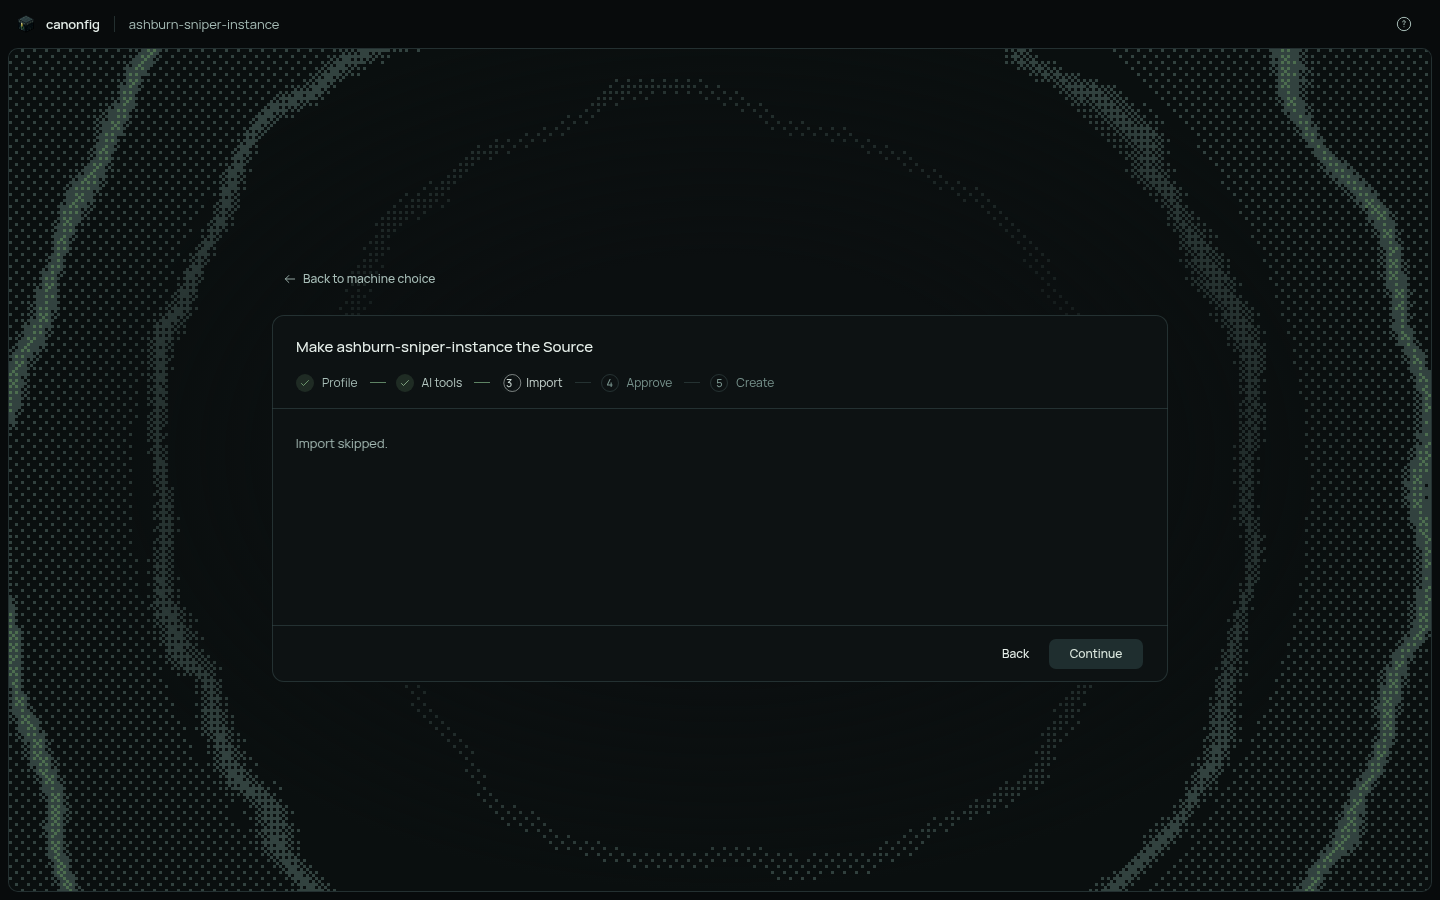 canonfig
ashburn-sniper-instance
?
← Back to machine choice
Make ashburn-sniper-instance the Source
Profile
AI tools
3 Import
4 Approve
5 Create
Import skipped.
Back
Continue